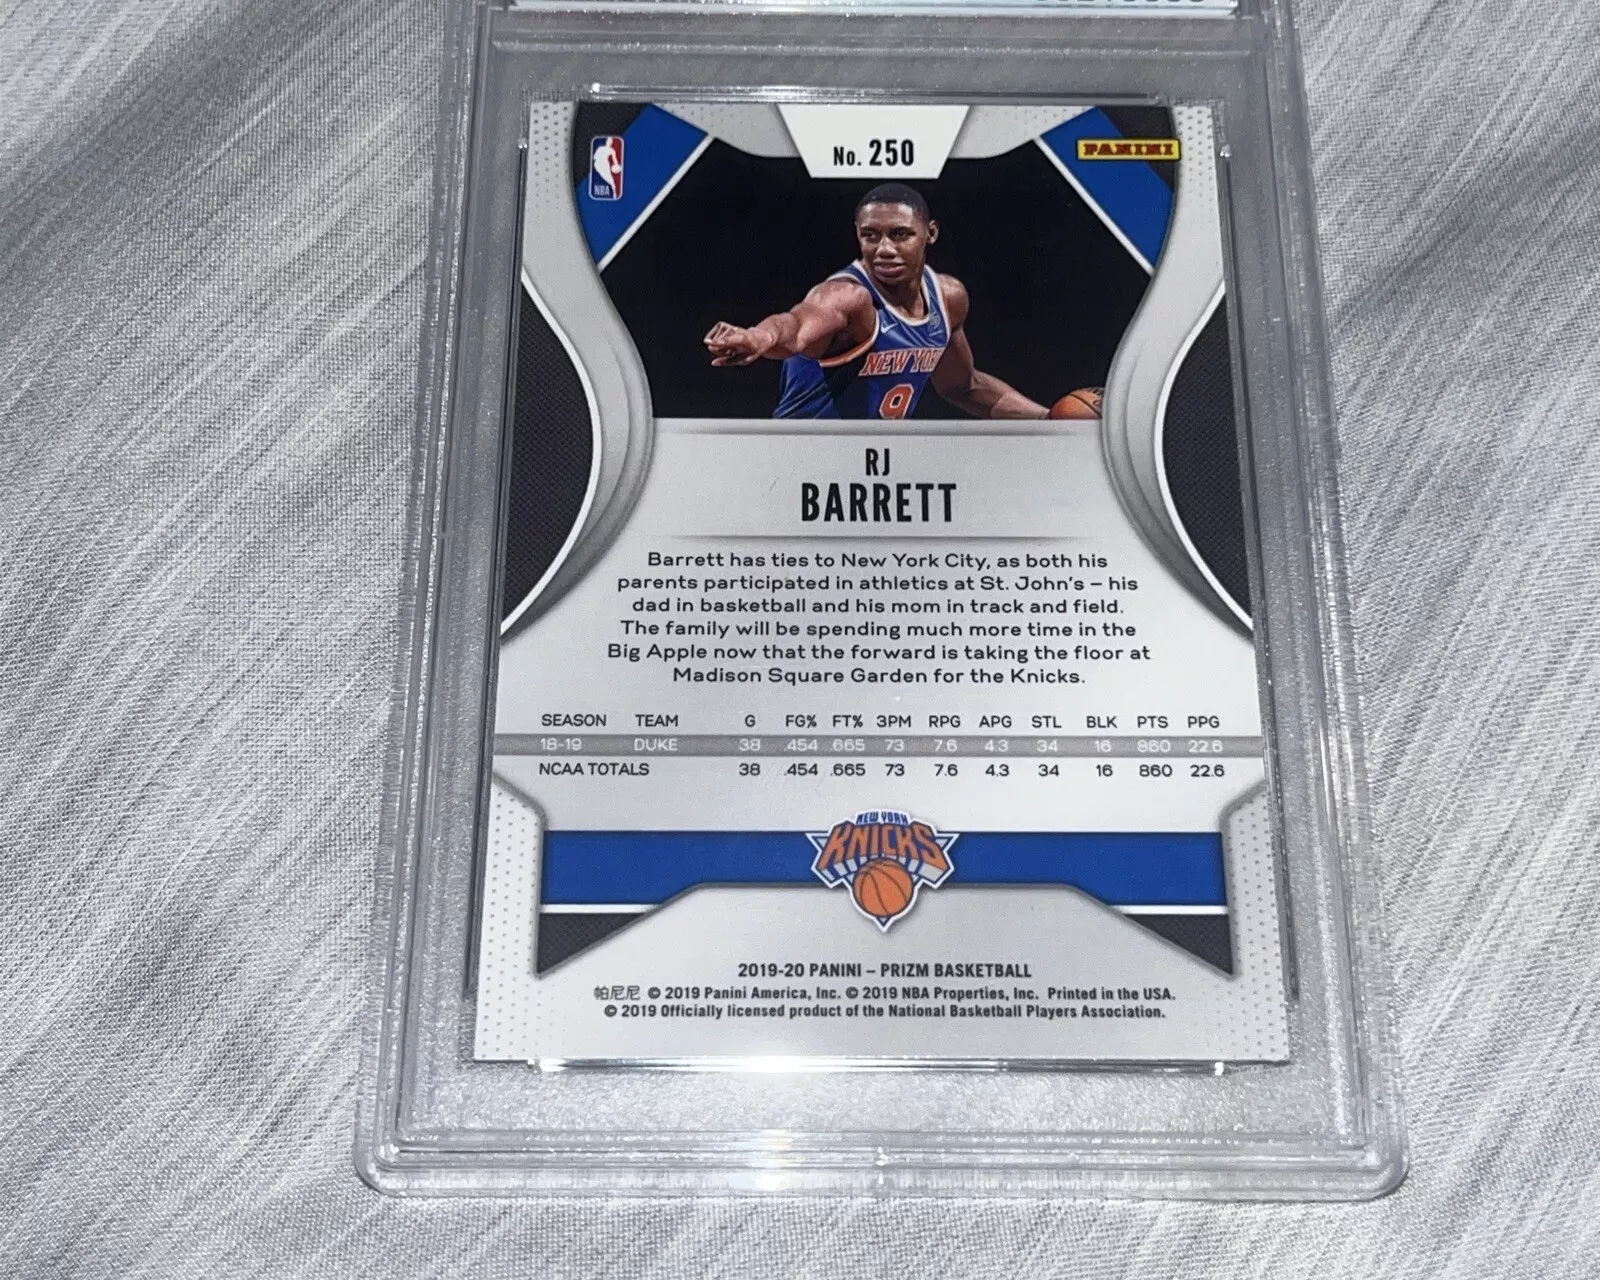 No. 250
PANINI
NBA
NEW YOR
9
RJ
BARRETT
Barrett has ties to New York City, as both his
parents participated in athletics at St. John's – his
dad in basketball and his mom in track and field.
The family will be spending much more time in the
Big Apple now that the forward is taking the floor at
Madison Square Garden for the Knicks.
SEASON TEAM G FG% FT% 3PM RPG APG STL BLK PTS PPG
18-19 DUKE 38 .454 .665 73 7.6 4.3 34 16 860 22.6
NCAA TOTALS 38 .454 .665 73 7.6 4.3 34 16 860 22.6
NEW YORK
KNICKS
2019-20 PANINI – PRIZM BASKETBALL
帕尼尼 © 2019 Panini America, Inc. © 2019 NBA Properties, Inc. Printed in the USA.
© 2019 Officially licensed product of the National Basketball Players Association.